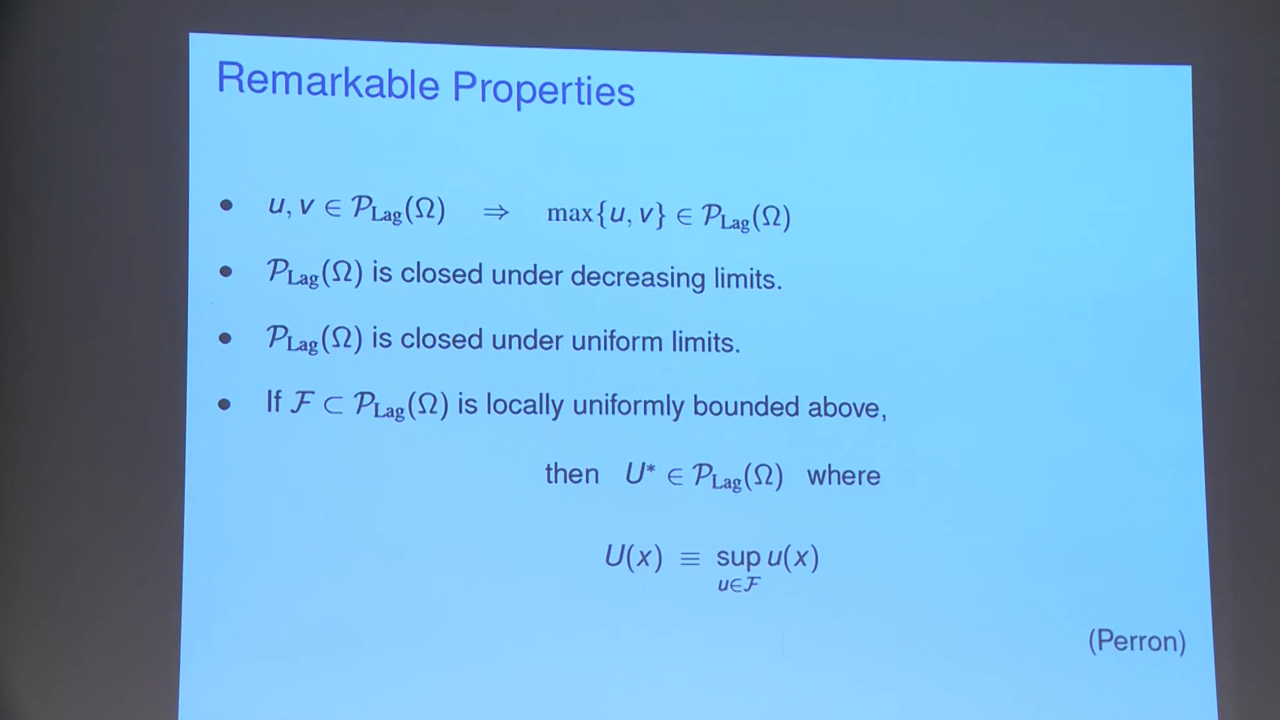 Remarkable Properties
• u, v ∈ 𝒫_Lag(Ω) ⇒ max{u, v} ∈ 𝒫_Lag(Ω)
• 𝒫_Lag(Ω) is closed under decreasing limits.
• 𝒫_Lag(Ω) is closed under uniform limits.
• If ℱ ⊂ 𝒫_Lag(Ω) is locally uniformly bounded above,
then U* ∈ 𝒫_Lag(Ω) where
U(x) ≡ sup u(x)
u∈ℱ
(Perron)